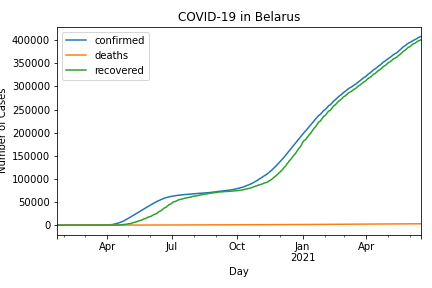 COVID-19 in Belarus
confirmed
deaths
recovered
400000
350000
300000
250000
200000
150000
100000
50000
0
Number of Cases
Apr
Jul
Oct
Jan
2021
Apr
Day